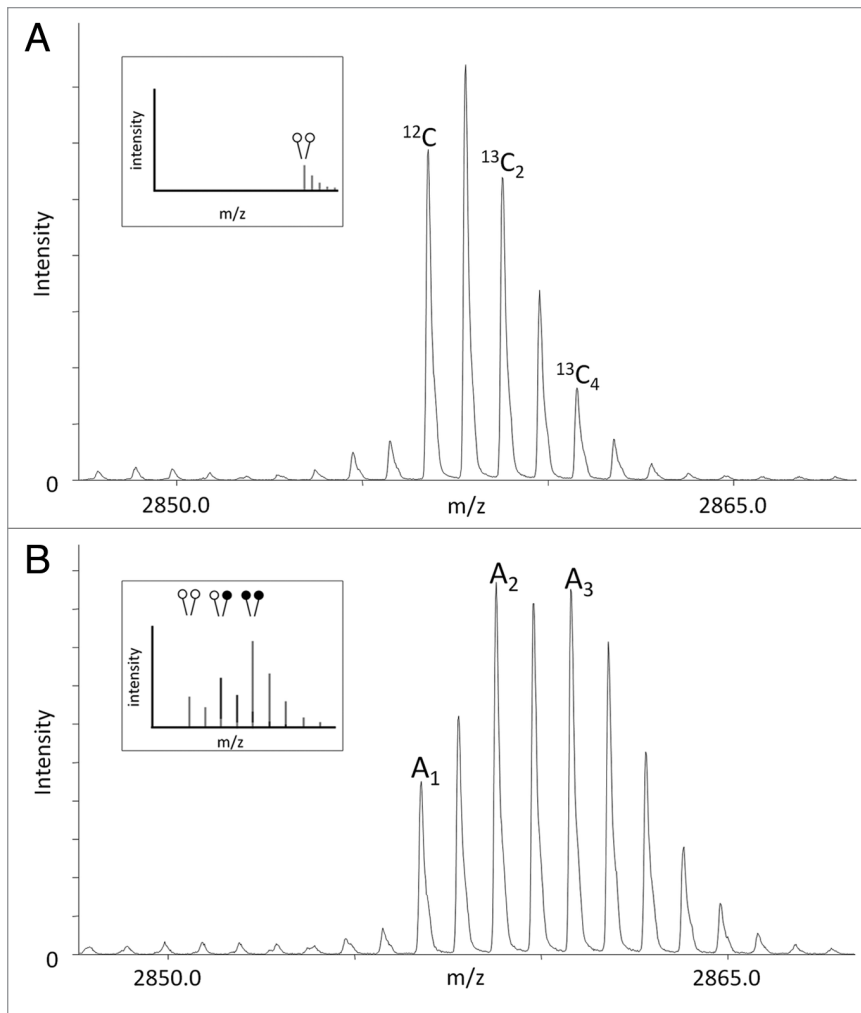 A
intensity
m/z
¹²C
¹³C₂
¹³C₄
Intensity
0
2850.0
m/z
2865.0
B
intensity
m/z
A₁
A₂
A₃
Intensity
0
2850.0
m/z
2865.0